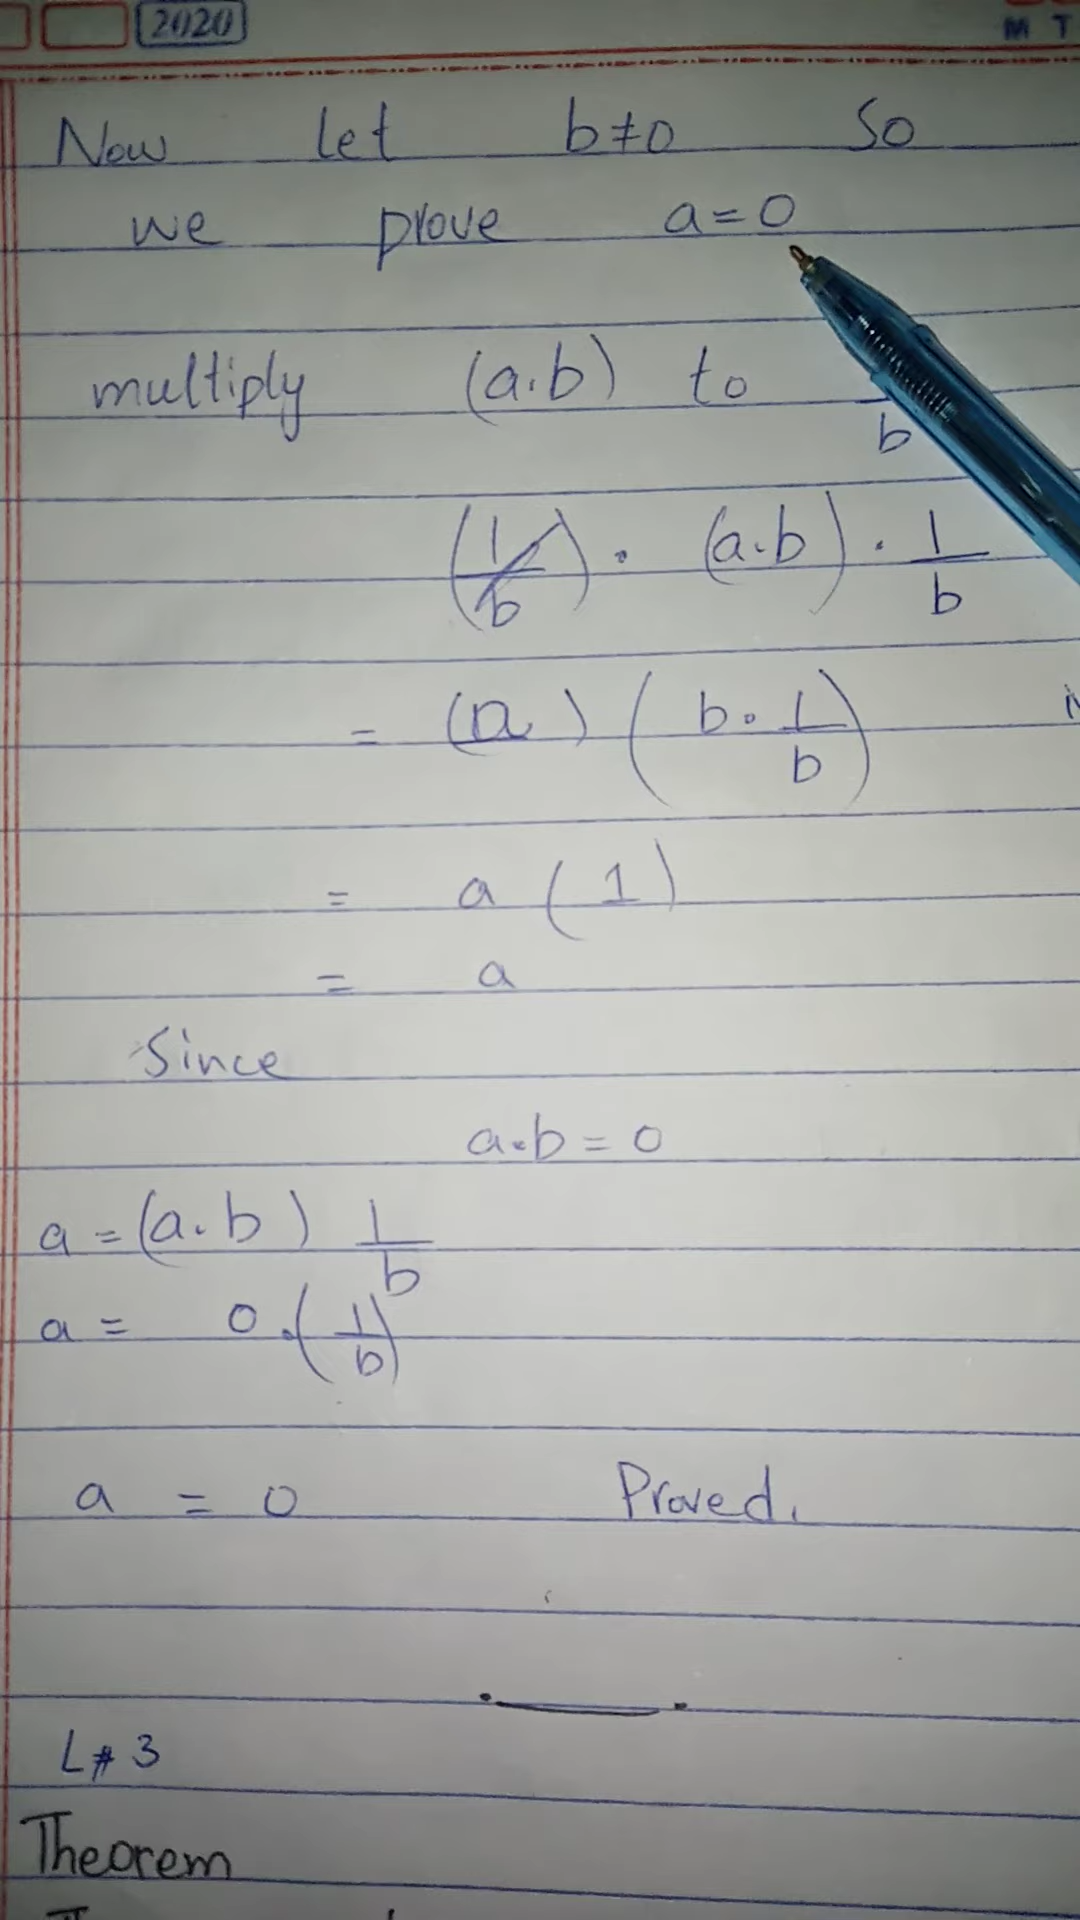 2020
M T
Now let b≠0 So
we prove a=0
multiply (a.b) to
b
(1/b) . (a.b) . 1/b
= (a) (b . 1/b)
= a (1)
= a
Since
a.b = 0
a = (a.b) 1/b
a = 0.(1/b)
a = 0 Proved.
L# 3
Theorem